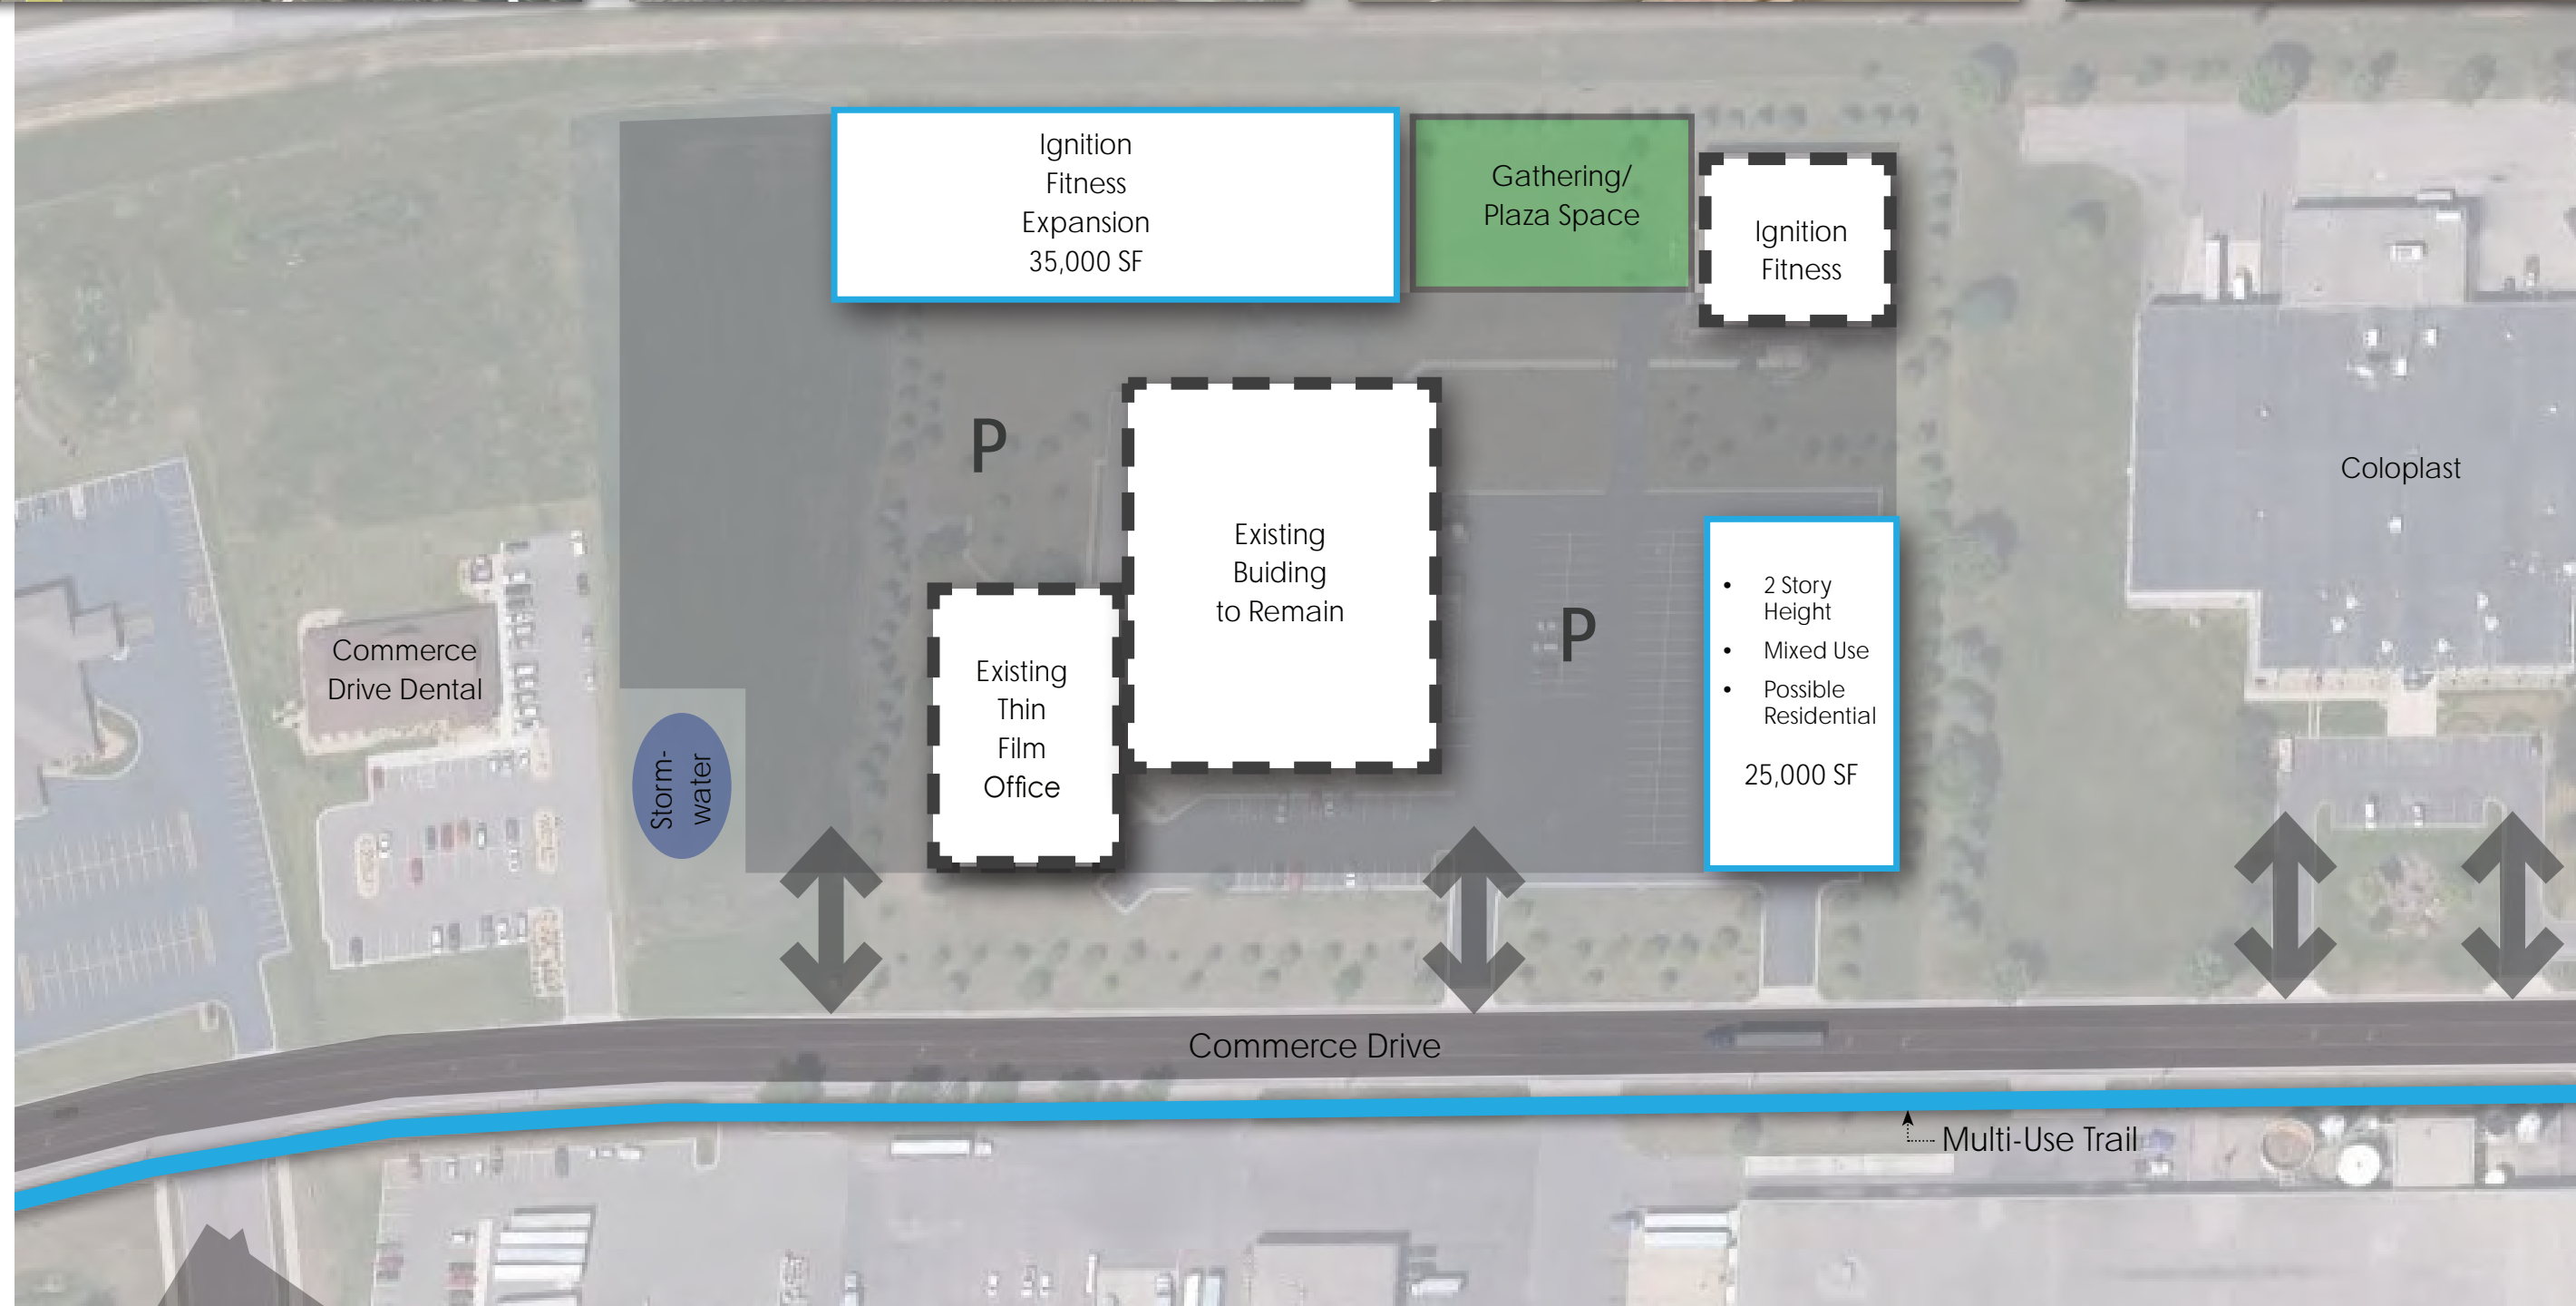 Ignition
Fitness
Expansion
35,000 SF
Gathering/
Plaza Space
Ignition
Fitness
P
Existing
Buiding
to Remain
Coloplast
Existing
Thin
Film
Office
P
• 2 Story
Height
• Mixed Use
• Possible
Residential
25,000 SF
Commerce
Drive Dental
Storm-
water
Commerce Drive
Multi-Use Trail